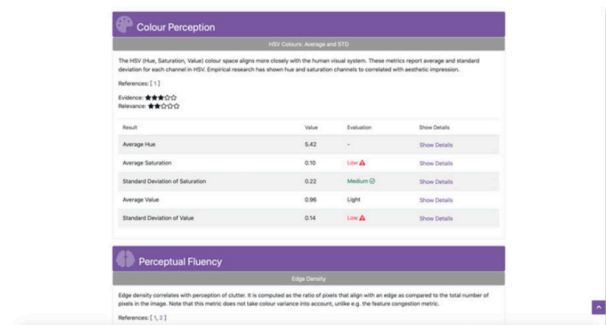 Colour Perception
HSV Colours: Average and STD
The HSV (Hue, Saturation, Value) colour space aligns more closely with the human visual system. These metrics report average and standard
deviation for each channel in HSV. Empirical research has shown hue and saturation channels to correlated with aesthetic impression.
References: [ 1 ]
Evidence: ★★★☆☆
Relevance: ★★☆☆☆
Result Value Evaluation Show Details
Average Hue 5.42 - Show Details
Average Saturation 0.10 Low Show Details
Standard Deviation of Saturation 0.22 Medium Show Details
Average Value 0.96 Light Show Details
Standard Deviation of Value 0.14 Low Show Details
Perceptual Fluency
Edge Density
Edge density correlates with perception of clutter. It is computed as the ratio of pixels that align with an edge as compared to the total number of
pixels in the image. Note that this metric does not take colour variance into account, unlike e.g. the feature congestion metric.
References: [ 1, 2 ]